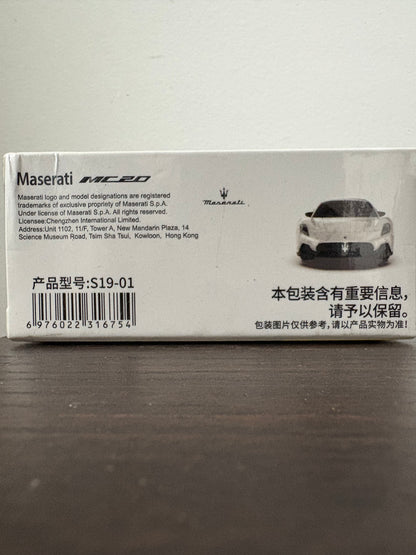 Maserati MC20
Maserati logo and model designations are registered
trademarks of exclusive propriety of Maserati S.p.A.
Under license of Maserati S.p.A. All rights reserved.
Licensee:Chengzhen International Limited.
Address:Unit 1102, 11/F, Tower A, New Mandarin Plaza, 14
Science Museum Road, Tsim Sha Tsui, Kowloon, Hong Kong
Maserati
产品型号:S19-01
6 976022 316754
本包装含有重要信息,
请予以保留。
包装图片仅供参考,请以产品实物为准!